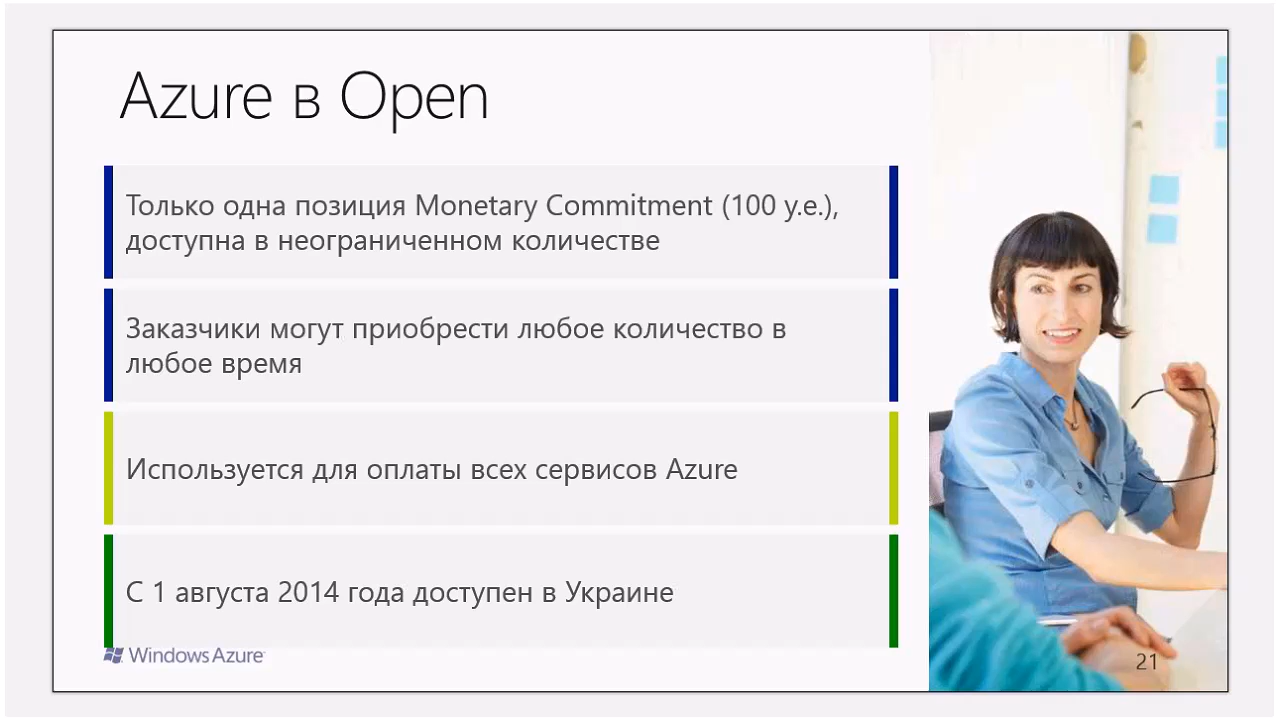 Azure в Open
Только одна позиция Monetary Commitment (100 у.е.),
доступна в неограниченном количестве
Заказчики могут приобрести любое количество в
любое время
Используется для оплаты всех сервисов Azure
С 1 августа 2014 года доступен в Украине
Windows Azure
21